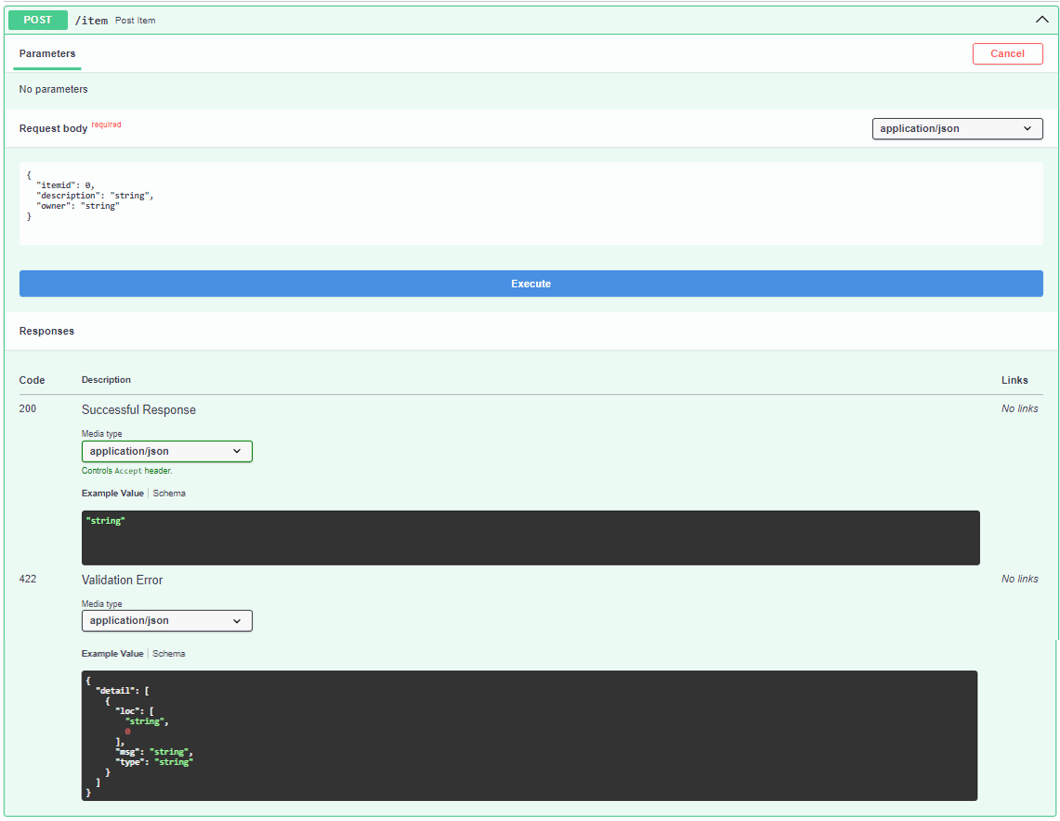 POST /item Post Item
Parameters Cancel
No parameters
Request body required application/json
{
  "itemid": 0,
  "description": "string",
  "owner": "string"
}
Execute
Responses
Code Description Links
200 Successful Response No links
Media type
application/json
Controls Accept header.
Example Value | Schema
"string"
422 Validation Error No links
Media type
application/json
Example Value | Schema
{
  "detail": [
    {
      "loc": [
        "string",
        0
      ],
      "msg": "string",
      "type": "string"
    }
  ]
}